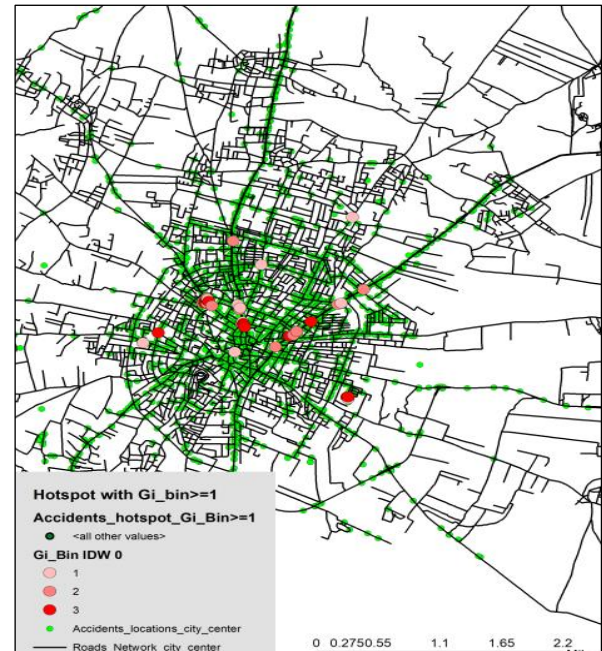 Hotspot with Gi_bin>=1
Accidents_hotspot_Gi_Bin>=1
<all other values>
Gi_Bin IDW 0
1
2
3
Accidents_locations_city_center
Roads_Network_city_center
0 0.2750.55 1.1 1.65 2.2